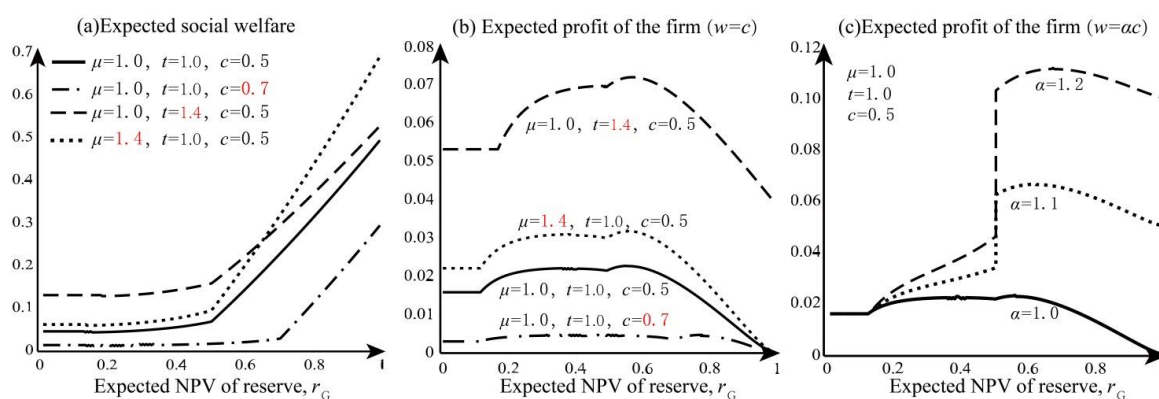 (a)Expected social welfare
0.7
0.6
0.5
0.4
0.3
0.2
0.1
0
μ=1.0, t=1.0, c=0.5
μ=1.0, t=1.0, c=0.7
μ=1.0, t=1.4, c=0.5
μ=1.4, t=1.0, c=0.5
0 0.2 0.4 0.6 0.8 1
Expected NPV of reserve, rG
(b) Expected profit of the firm (w=c)
0.08
0.07
0.06
0.05
0.04
0.03
0.02
0.010
0
μ=1.0, t=1.4, c=0.5
μ=1.4, t=1.0, c=0.5
μ=1.0, t=1.0, c=0.5
μ=1.0, t=1.0, c=0.7
0 0.2 0.4 0.6 0.8 1
Expected NPV of reserve, rG
(c)Expected profit of the firm (w=αc)
0.12
0.10
0.08
0.06
0.04
0.02
0
μ=1.0
t=1.0
c=0.5
α=1.2
α=1.1
α=1.0
0 0.2 0.4 0.6 0.8
Expected NPV of reserve, rG